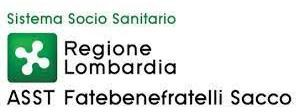 Sistema Socio Sanitario
Regione
Lombardia
ASST Fatebenefratelli Sacco